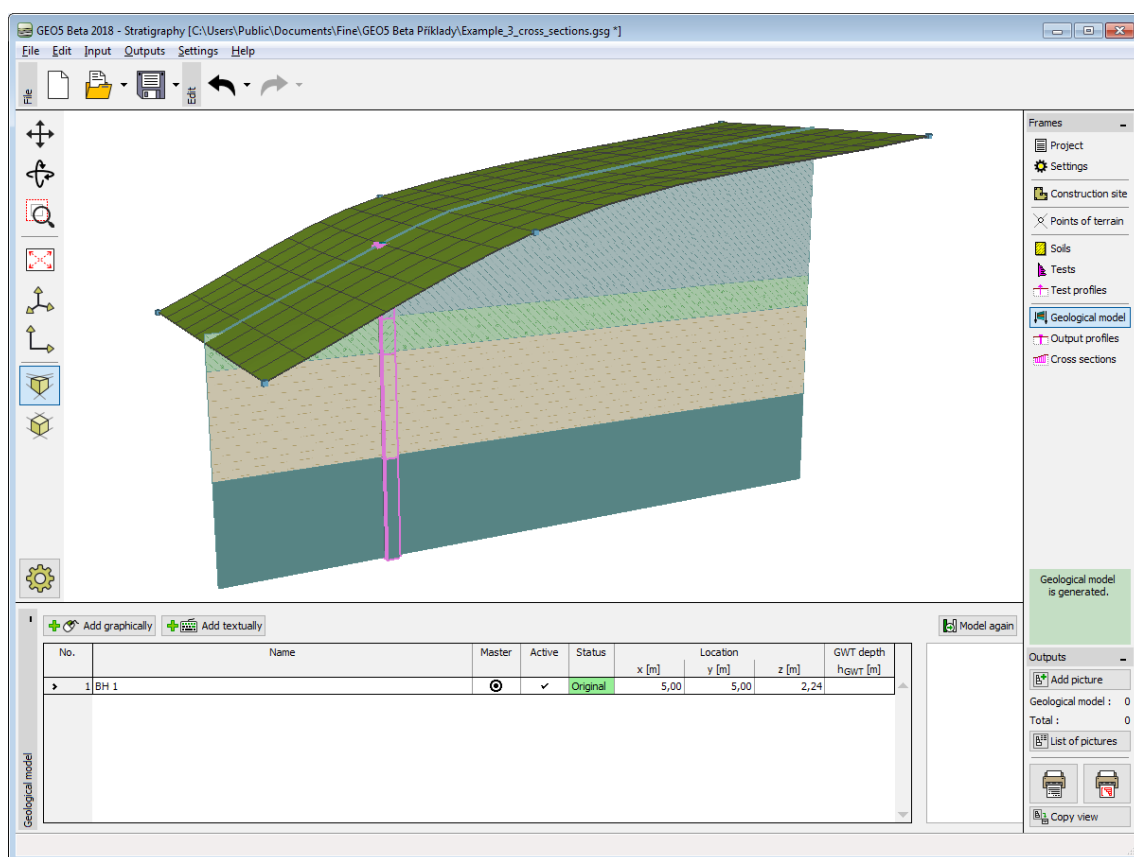 GEO5 Beta 2018 - Stratigraphy [C:\Users\Public\Documents\Fine\GEO5 Beta Příklady\Example_3_cross_sections.gsg *]
File Edit Input Outputs Settings Help
File
Edit
Frames
Project
Settings
Construction site
Points of terrain
Soils
Tests
Test profiles
Geological model
Output profiles
Cross sections
Geological model
is generated.
Add graphically Add textually
Model again
No. Name Master Active Status Location GWT depth
x [m] y [m] z [m] hGWT [m]
1 BH 1 Original 5,00 5,00 2,24
Geological model
Outputs
Add picture
Geological model : 0
Total : 0
List of pictures
Copy view